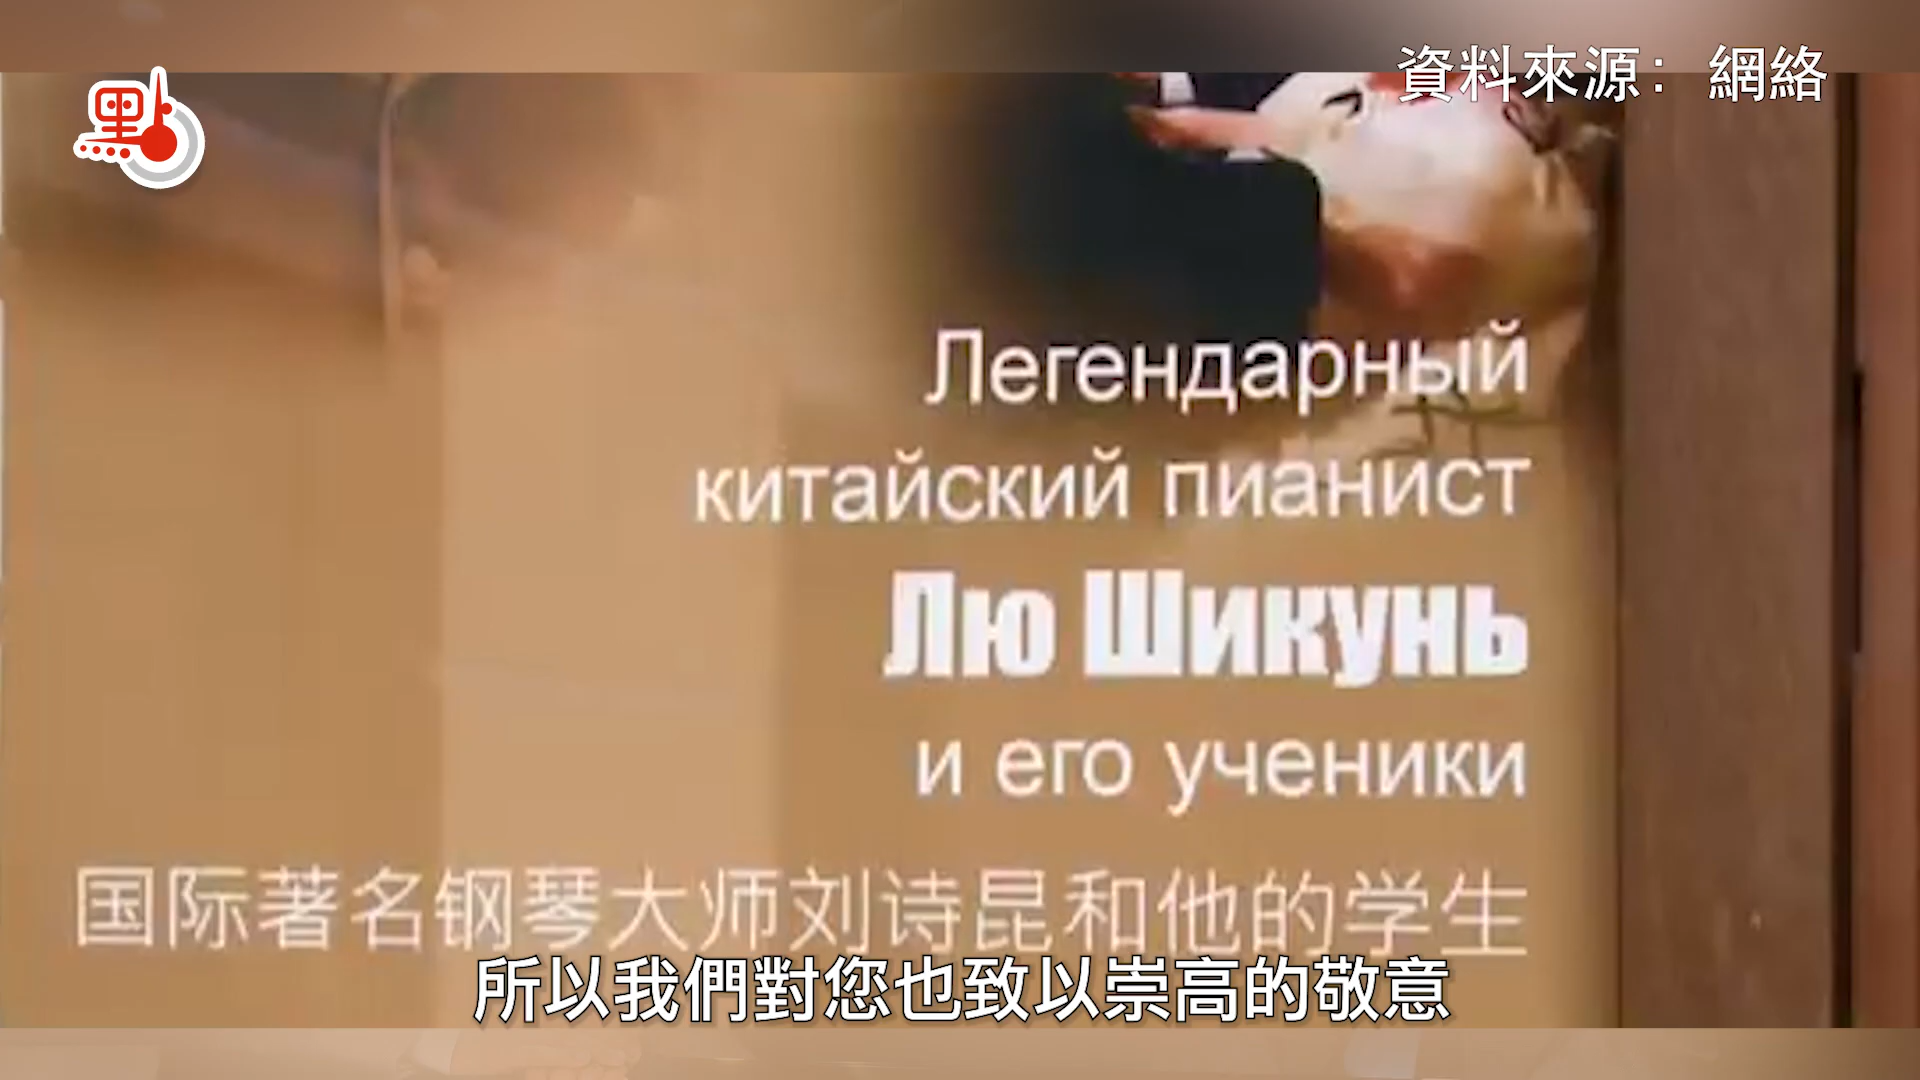 資料來源：網絡
點
Легендарный
китайский пианист
Лю Шикунь
и его ученики
国际著名钢琴大师刘诗昆和他的学生
所以我們對您也致以崇高的敬意